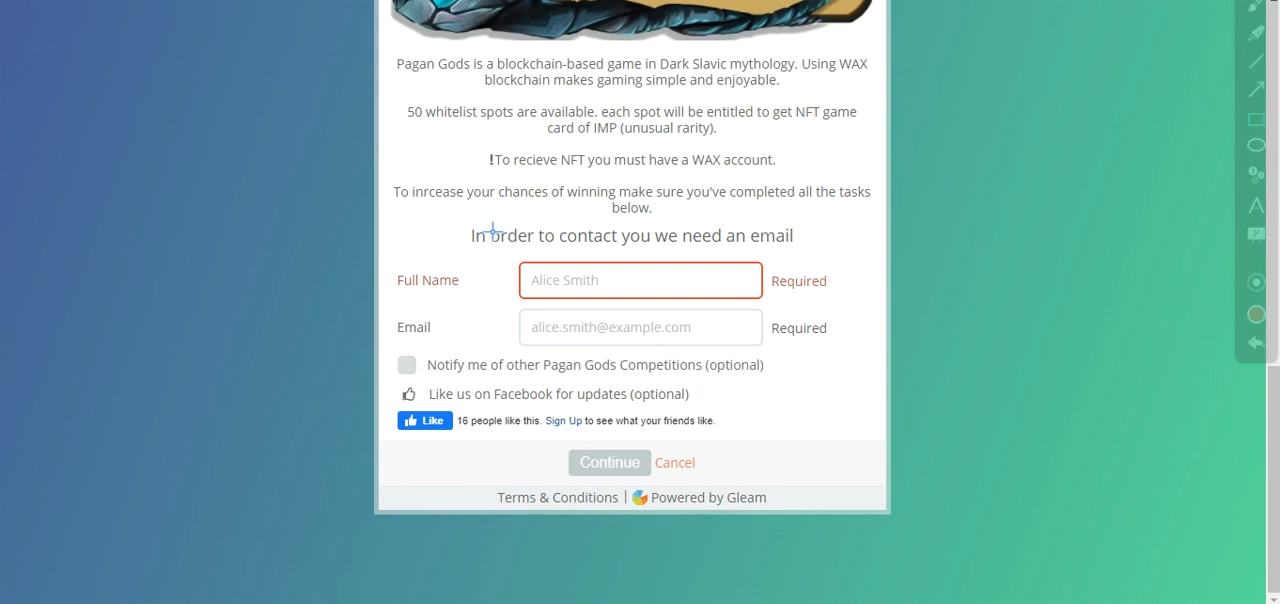 Pagan Gods is a blockchain-based game in Dark Slavic mythology. Using WAX
blockchain makes gaming simple and enjoyable.
50 whitelist spots are available. each spot will be entitled to get NFT game
card of IMP (unusual rarity).
!To recieve NFT you must have a WAX account.
To inrcease your chances of winning make sure you've completed all the tasks
below.
In order to contact you we need an email
Full Name Alice Smith Required
Email alice.smith@example.com Required
Notify me of other Pagan Gods Competitions (optional)
Like us on Facebook for updates (optional)
Like 16 people like this. Sign Up to see what your friends like.
Continue Cancel
Terms & Conditions | Powered by Gleam